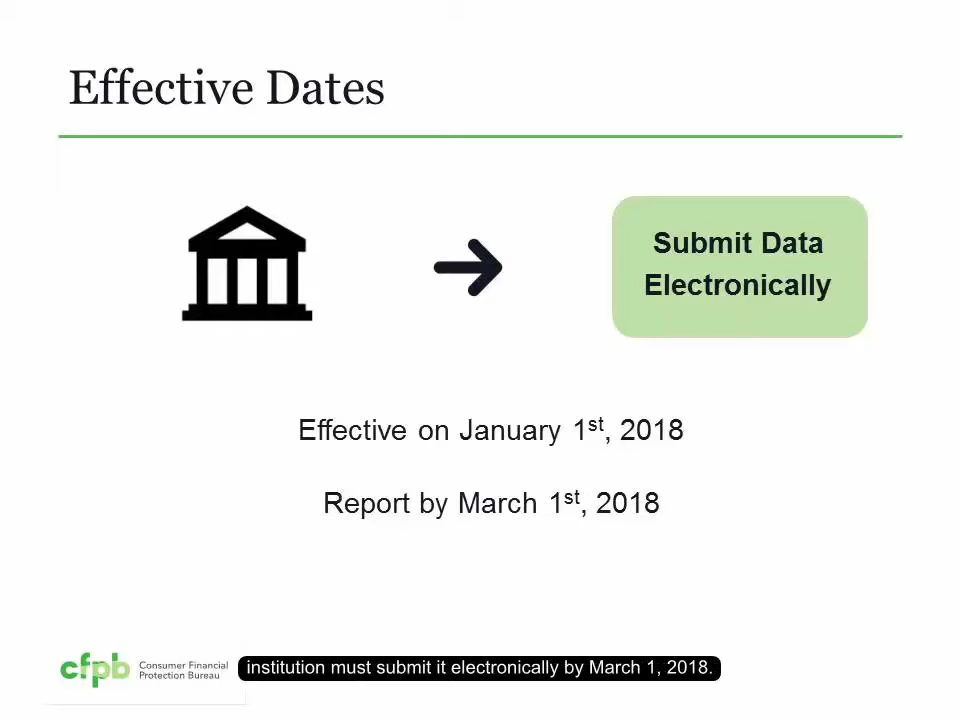 Effective Dates
Submit Data
Electronically
Effective on January 1st, 2018
Report by March 1st, 2018
cfpb Consumer Financial
Protection Bureau
institution must submit it electronically by March 1, 2018.